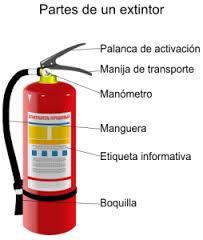 Partes de un extintor
Palanca de activación
Manija de transporte
Manómetro
Manguera
Etiqueta informativa
Boquilla